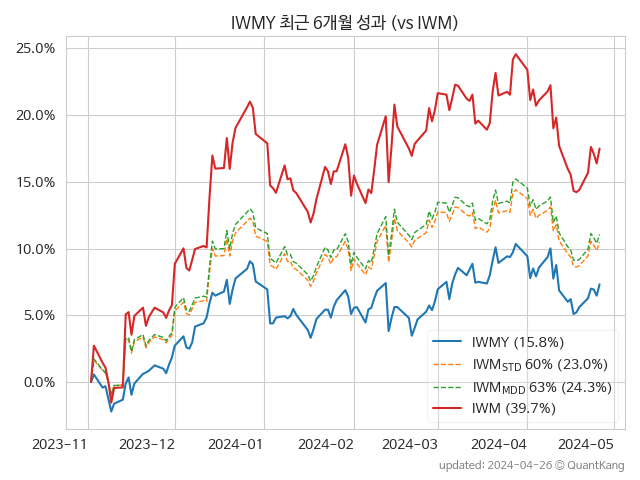 IWMY 최근 6개월 성과 (vs IWM)
25.0%
20.0%
15.0%
10.0%
5.0%
0.0%
IWMY (15.8%)
IWM_STD 60% (23.0%)
IWM_MDD 63% (24.3%)
IWM (39.7%)
2023-11 2023-12 2024-01 2024-02 2024-03 2024-04 2024-05
updated: 2024-04-26 © QuantKang